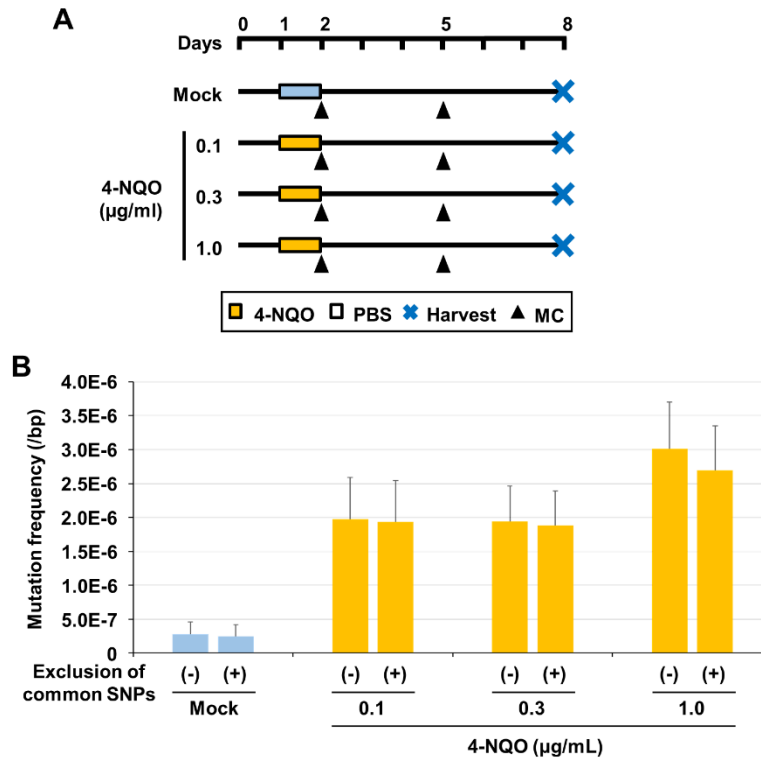 A
Days 0 1 2 5 8
Mock
4-NQO
(µg/ml)
0.1
0.3
1.0
4-NQO PBS Harvest MC
B
Mutation frequency (/bp)
4.0E-6
3.5E-6
3.0E-6
2.5E-6
2.0E-6
1.5E-6
1.0E-6
5.0E-7
0
Exclusion of
common SNPs
(-) (+) (-) (+) (-) (+) (-) (+)
Mock 0.1 0.3 1.0
4-NQO (µg/mL)